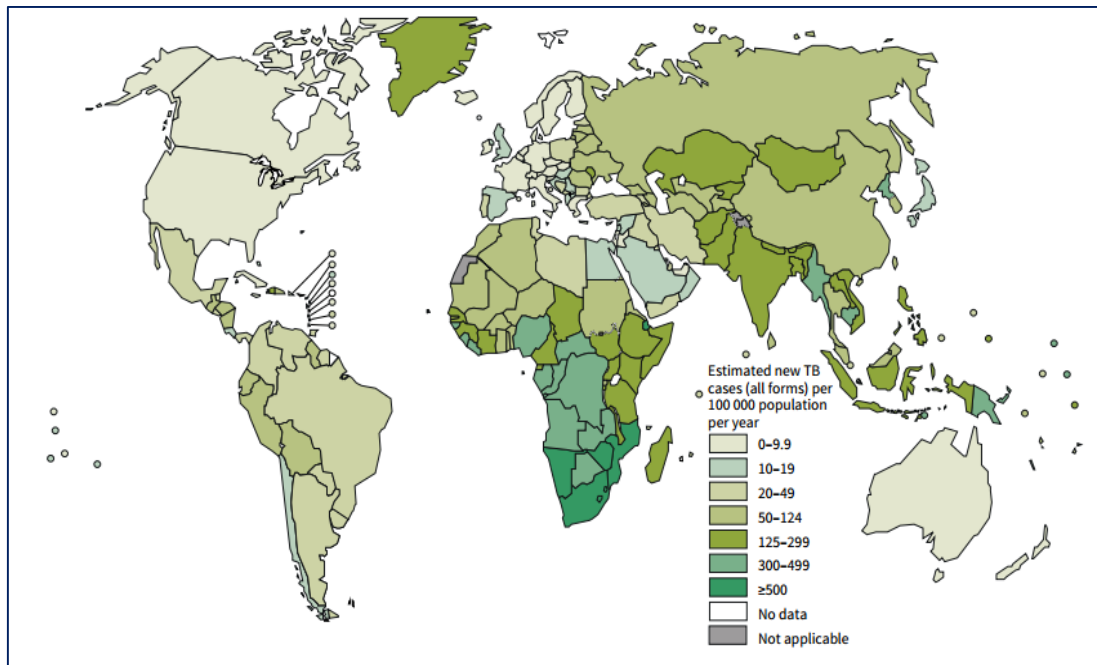 Estimated new TB
cases (all forms) per
100 000 population
per year
0–9.9
10–19
20–49
50–124
125–299
300–499
≥500
No data
Not applicable